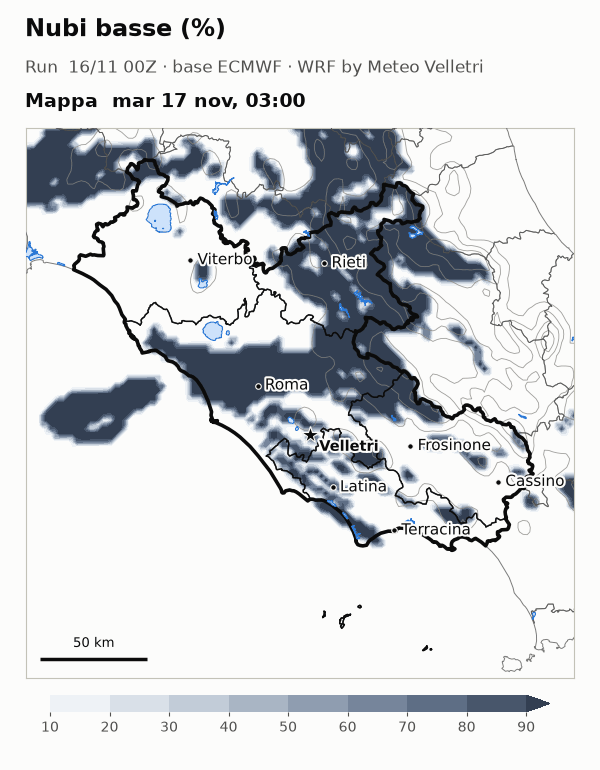 Nubi basse (%)
Run  16/11 00Z · base ECMWF · WRF by Meteo Velletri
Mappa  mar 17 nov, 03:00
Viterbo
Rieti
Roma
Velletri
Frosinone
Latina
Cassino
Terracina
50 km
10 20 30 40 50 60 70 80 90